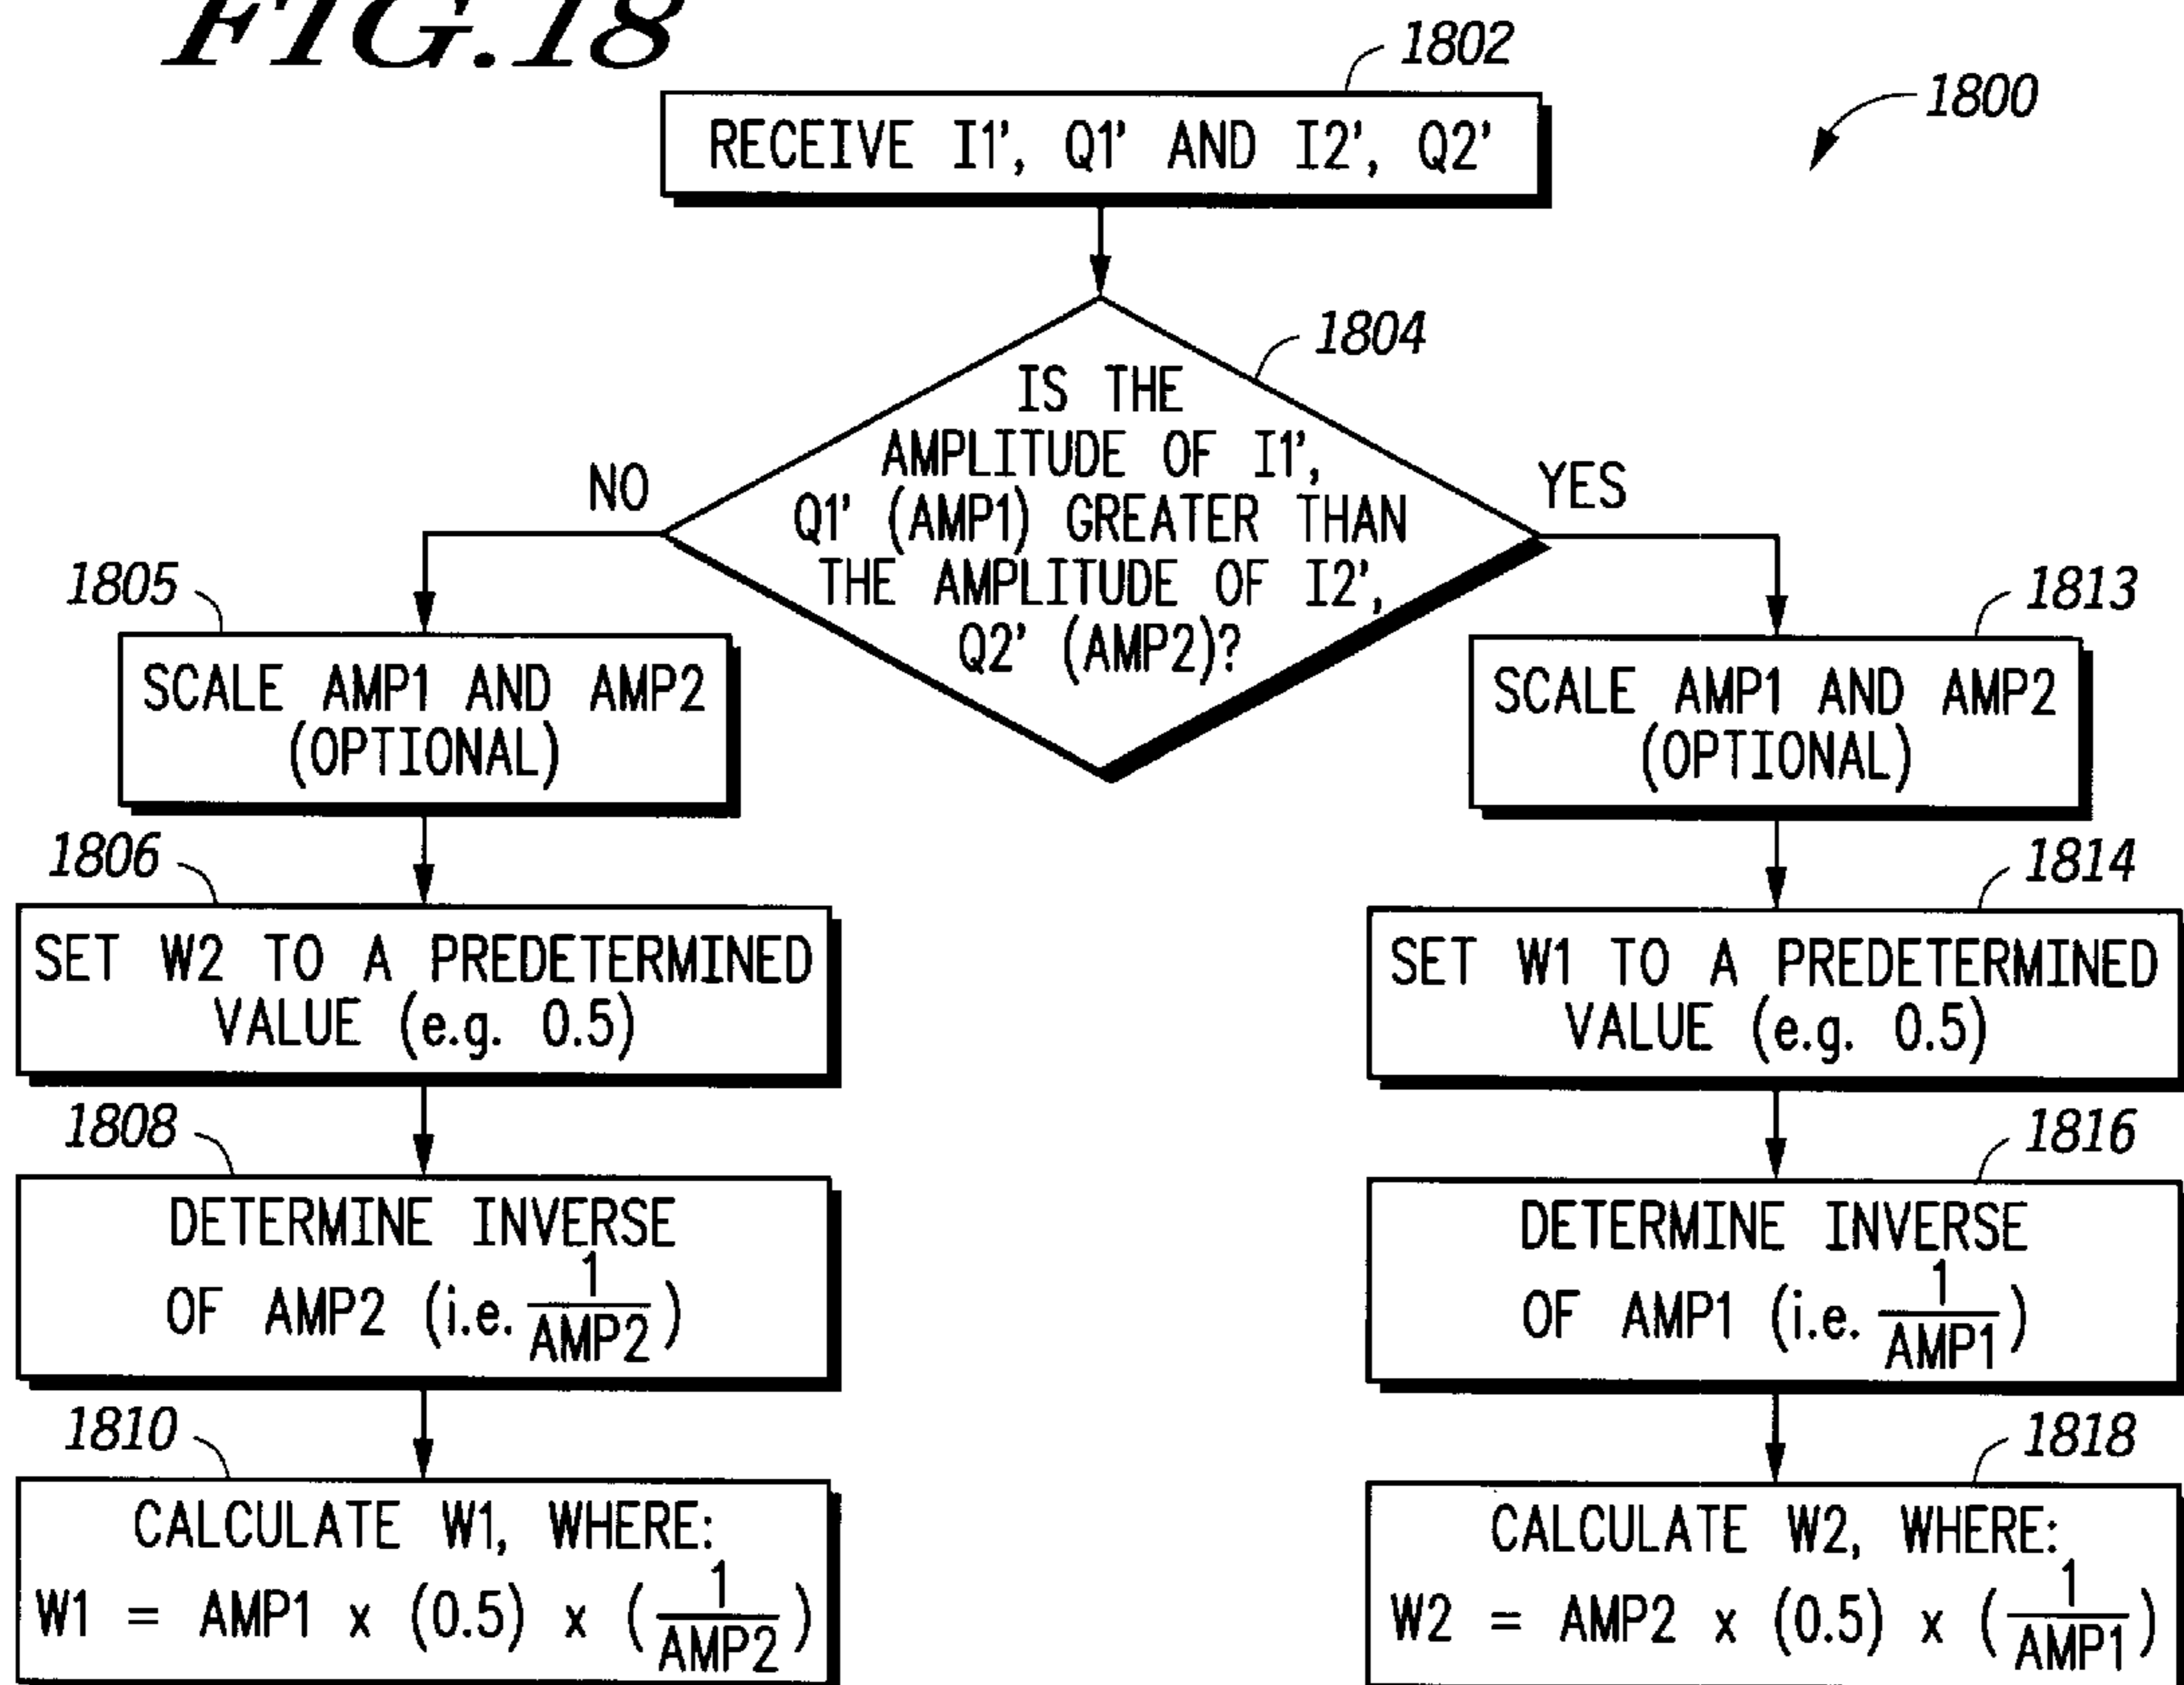 FIG.18
1802
1800
RECEIVE I1', Q1' AND I2', Q2'
1804
IS THE
AMPLITUDE OF I1',
Q1' (AMP1) GREATER THAN
THE AMPLITUDE OF I2',
Q2' (AMP2)?
NO
YES
1805
SCALE AMP1 AND AMP2
(OPTIONAL)
1806
SET W2 TO A PREDETERMINED
VALUE (e.g. 0.5)
1808
DETERMINE INVERSE
OF AMP2 (i.e. 1/AMP2)
1810
CALCULATE W1, WHERE:
W1 = AMP1 x (0.5) x (1/AMP2)
1813
SCALE AMP1 AND AMP2
(OPTIONAL)
1814
SET W1 TO A PREDETERMINED
VALUE (e.g. 0.5)
1816
DETERMINE INVERSE
OF AMP1 (i.e. 1/AMP1)
1818
CALCULATE W2, WHERE:
W2 = AMP2 x (0.5) x (1/AMP1)